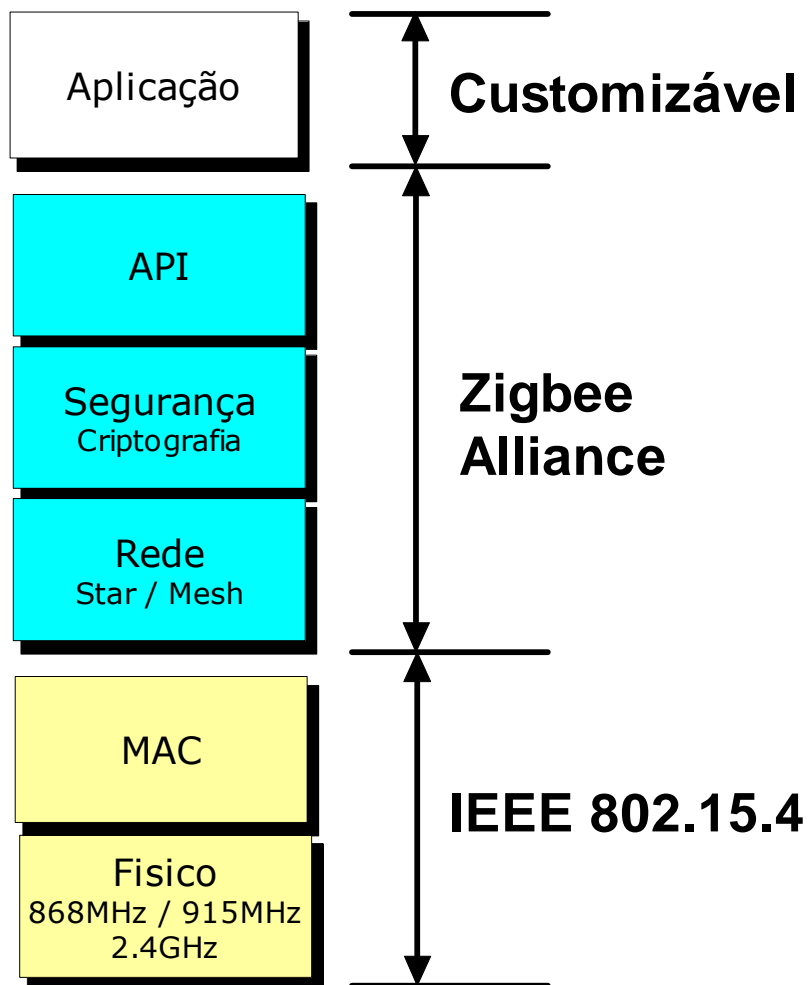 Aplicação
Customizável
API
Segurança
Criptografia
Zigbee
Alliance
Rede
Star / Mesh
MAC
IEEE 802.15.4
Fisico
868MHz / 915MHz
2.4GHz